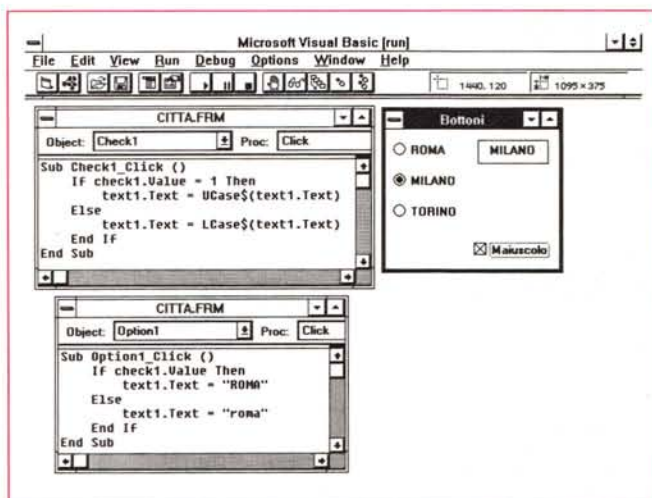 Microsoft Visual Basic [run]
File Edit View Run Debug Options Window Help
1440, 120
1095 × 375
CITTA.FRM
Object: Check1 Proc: Click
Sub Check1_Click ()
If check1.Value = 1 Then
text1.Text = UCase$(text1.Text)
Else
text1.Text = LCase$(text1.Text)
End If
End Sub
Bottoni
ROMA MILANO
MILANO
TORINO
Maiuscolo
CITTA.FRM
Object: Option1 Proc: Click
Sub Option1_Click ()
If check1.Value Then
text1.Text = "ROMA"
Else
text1.Text = "roma"
End If
End Sub